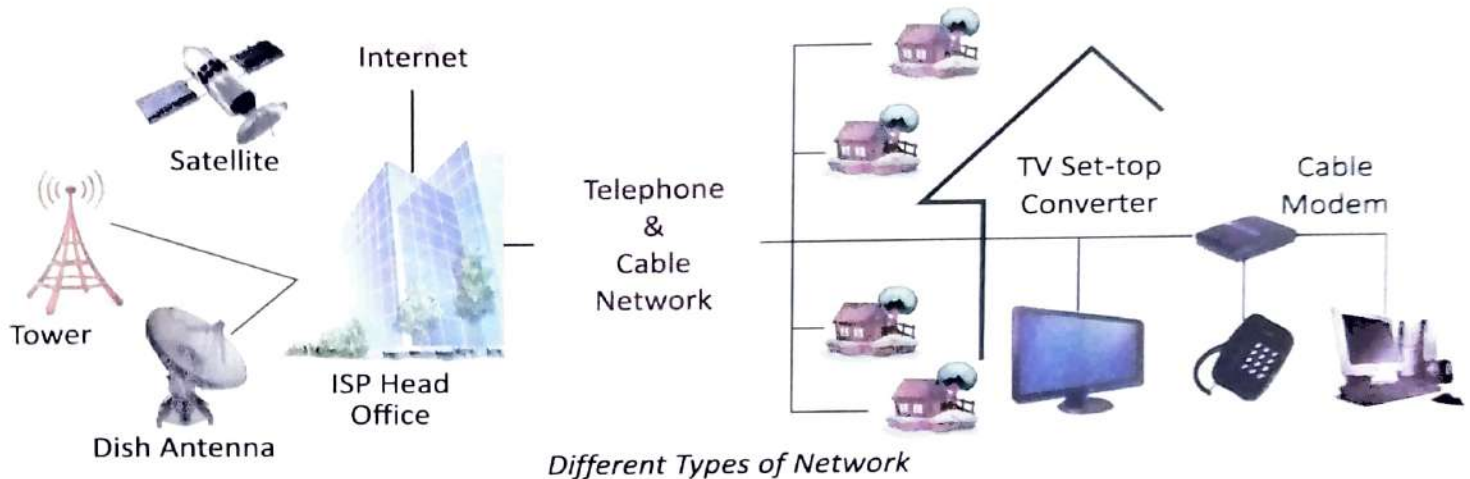 Internet
Satellite
Tower
Dish Antenna
ISP Head
Office
Telephone
&
Cable
Network
TV Set-top
Converter
Cable
Modem
Different Types of Network